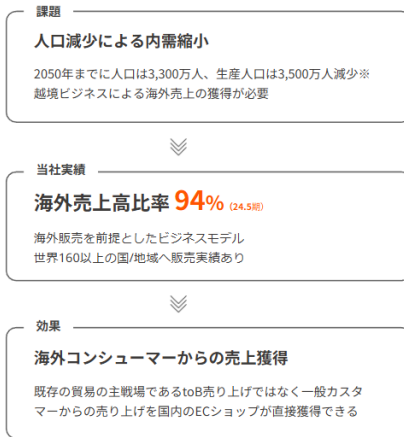 課題
人口減少による内需縮小
2050年までに人口は3,300万人、生産人口は3,500万人減少※
越境ビジネスによる海外売上の獲得が必要
当社実績
海外売上高比率 94% (24.5期)
海外販売を前提としたビジネスモデル
世界160以上の国/地域へ販売実績あり
効果
海外コンシューマーからの売上獲得
既存の貿易の主戦場であるtoB売り上げではなく一般カスタ
マーからの売り上げを国内のECショップが直接獲得できる